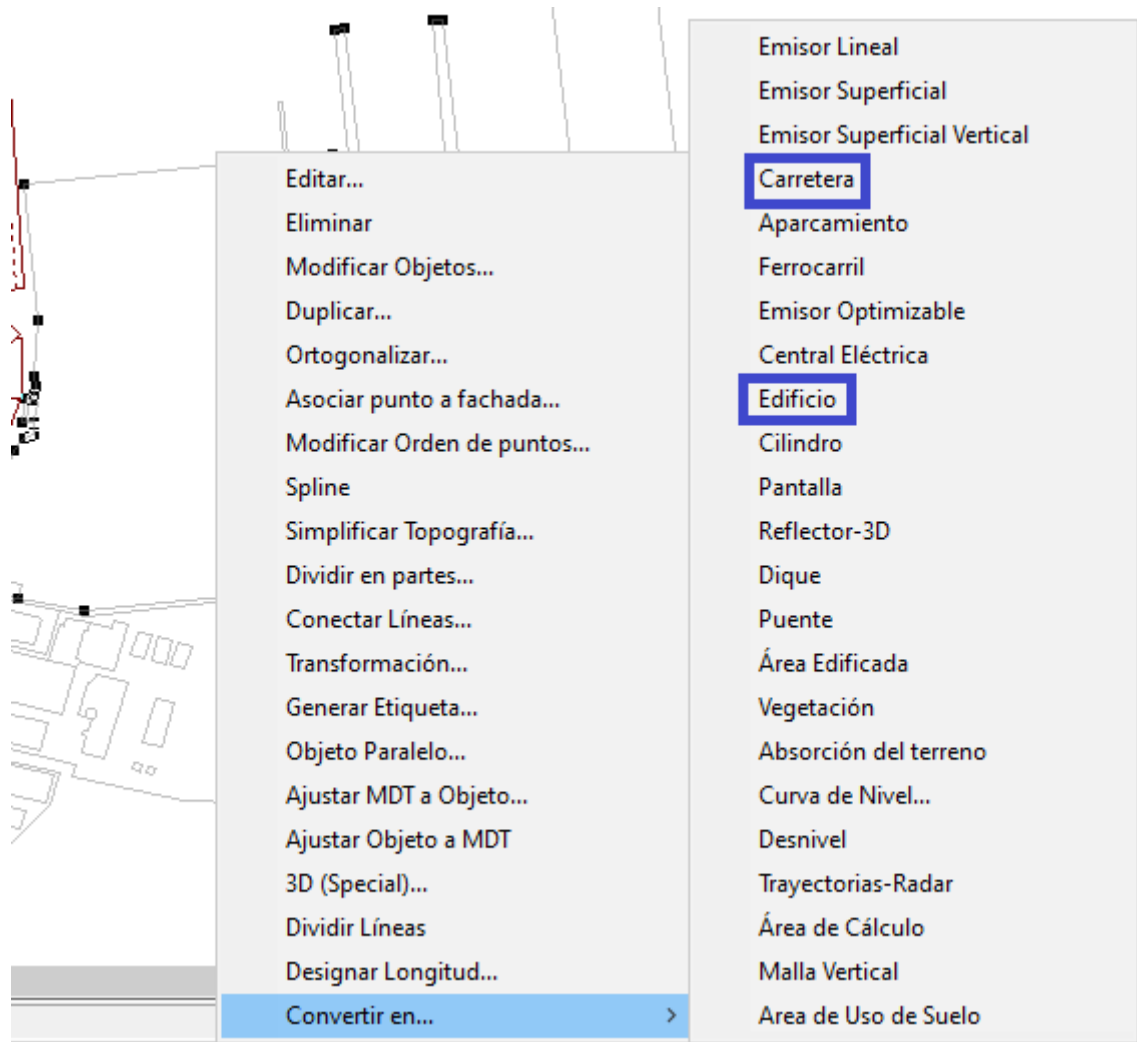 Editar...
Eliminar
Modificar Objetos...
Duplicar...
Ortogonalizar...
Asociar punto a fachada...
Modificar Orden de puntos...
Spline
Simplificar Topografía...
Dividir en partes...
Conectar Líneas...
Transformación...
Generar Etiqueta...
Objeto Paralelo...
Ajustar MDT a Objeto...
Ajustar Objeto a MDT
3D (Special)...
Dividir Líneas
Designar Longitud...
Convertir en...
Emisor Lineal
Emisor Superficial
Emisor Superficial Vertical
Carretera
Aparcamiento
Ferrocarril
Emisor Optimizable
Central Eléctrica
Edificio
Cilindro
Pantalla
Reflector-3D
Dique
Puente
Área Edificada
Vegetación
Absorción del terreno
Curva de Nivel...
Desnivel
Trayectorias-Radar
Área de Cálculo
Malla Vertical
Area de Uso de Suelo